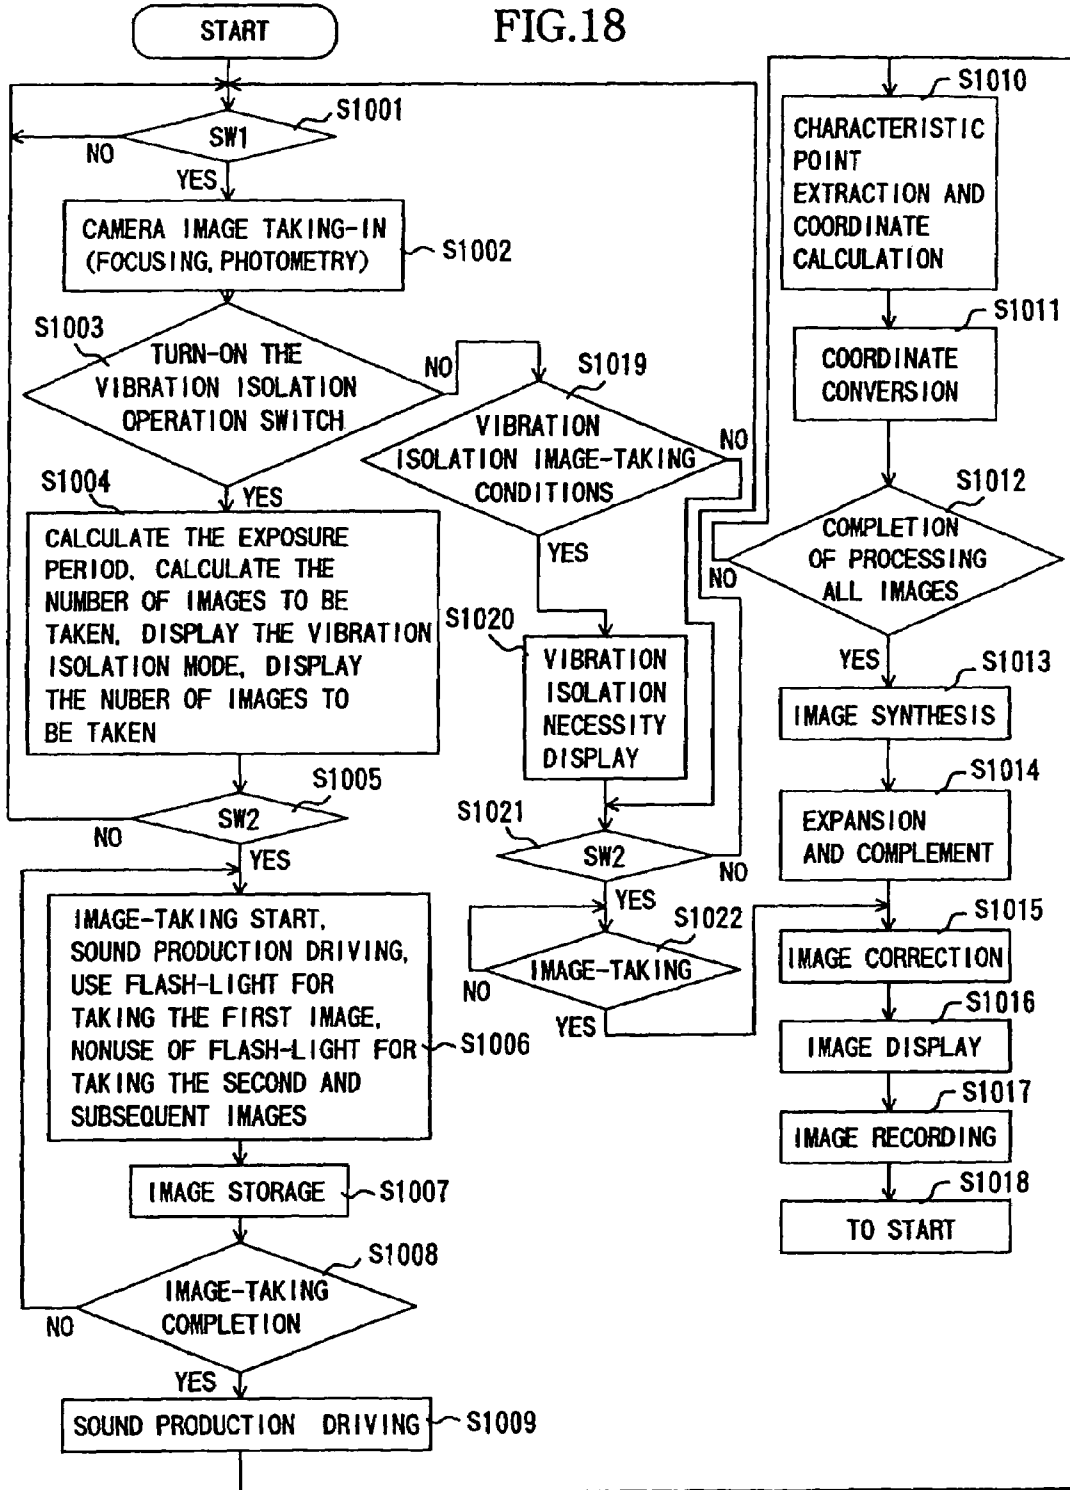 FIG.18
START
S1001
SW1
NO
YES
CAMERA IMAGE TAKING-IN
(FOCUSING, PHOTOMETRY)
S1002
S1003
TURN-ON THE
VIBRATION ISOLATION
OPERATION SWITCH
NO
YES
S1004
CALCULATE THE EXPOSURE
PERIOD, CALCULATE THE
NUMBER OF IMAGES TO BE
TAKEN, DISPLAY THE VIBRATION
ISOLATION MODE, DISPLAY
THE NUBER OF IMAGES TO
BE TAKEN
S1005
SW2
NO
YES
IMAGE-TAKING START,
SOUND PRODUCTION DRIVING,
USE FLASH-LIGHT FOR
TAKING THE FIRST IMAGE,
NONUSE OF FLASH-LIGHT FOR
TAKING THE SECOND AND
SUBSEQUENT IMAGES
S1006
IMAGE STORAGE
S1007
S1008
IMAGE-TAKING
COMPLETION
NO
YES
SOUND PRODUCTION DRIVING
S1009
S1019
VIBRATION
ISOLATION IMAGE-TAKING
CONDITIONS
NO
YES
S1020
VIBRATION
ISOLATION
NECESSITY
DISPLAY
S1021
SW2
NO
YES
S1022
IMAGE-TAKING
NO
YES
S1010
CHARACTERISTIC
POINT
EXTRACTION AND
COORDINATE
CALCULATION
S1011
COORDINATE
CONVERSION
S1012
COMPLETION
OF PROCESSING
ALL IMAGES
NO
YES
S1013
IMAGE SYNTHESIS
S1014
EXPANSION
AND COMPLEMENT
S1015
IMAGE CORRECTION
S1016
IMAGE DISPLAY
S1017
IMAGE RECORDING
S1018
TO START